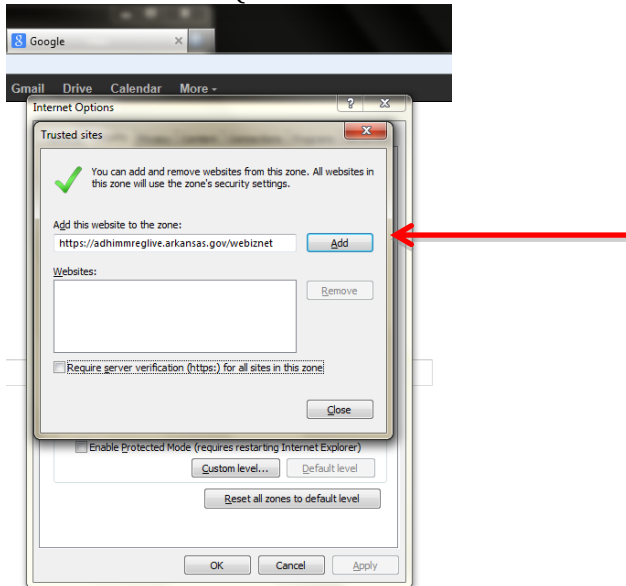 Google
Gmail Drive Calendar More
Internet Options
Trusted sites
You can add and remove websites from this zone. All websites in
this zone will use the zone's security settings.
Add this website to the zone:
https://adhimmreglive.arkansas.gov/webiznet
Add
Websites:
Remove
Require server verification (https:) for all sites in this zone
Close
Enable Protected Mode (requires restarting Internet Explorer)
Custom level...
Default level
Reset all zones to default level
OK
Cancel
Apply